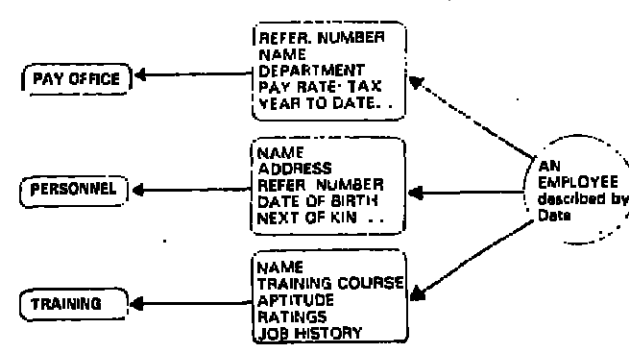 REFER. NUMBER
NAME
DEPARTMENT
PAY RATE· TAX
YEAR TO DATE. .
PAY OFFICE
NAME
ADDRESS
REFER NUMBER
DATE OF BIRTH
NEXT OF KIN . .
PERSONNEL
AN
EMPLOYEE
described by
Data
NAME
TRAINING COURSE
APTITUDE
RATINGS
JOB HISTORY
TRAINING